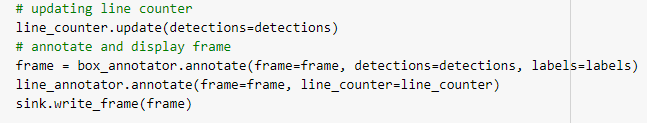 # updating line counter
line_counter.update(detections=detections)
# annotate and display frame
frame = box_annotator.annotate(frame=frame, detections=detections, labels=labels)
line_annotator.annotate(frame=frame, line_counter=line_counter)
sink.write_frame(frame)